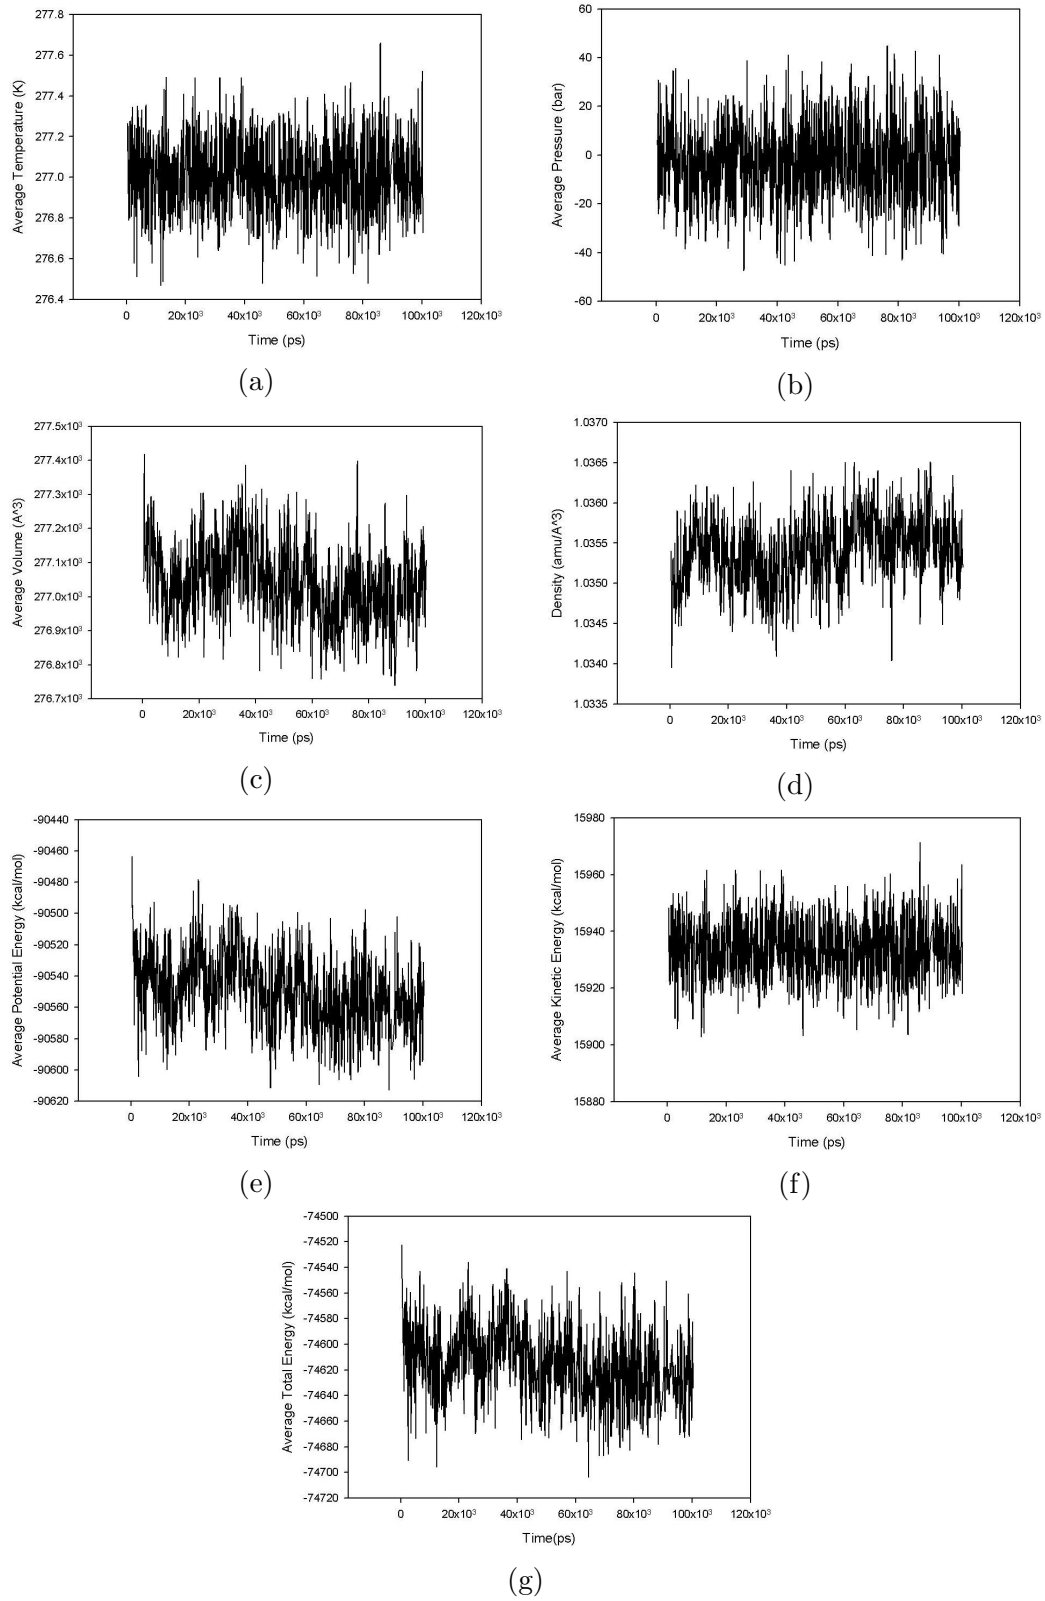 277.8
277.6
277.4
277.2
277.0
276.8
276.6
276.4
Average Temperature (K)
0 20x10³ 40x10³ 60x10³ 80x10³ 100x10³ 120x10³
Time (ps)
(a)
60
40
20
0
-20
-40
-60
Average Pressure (bar)
0 20x10³ 40x10³ 60x10³ 80x10³ 100x10³ 120x10³
Time (ps)
(b)
277.5x10³
277.4x10³
277.3x10³
277.2x10³
277.1x10³
277.0x10³
276.9x10³
276.8x10³
276.7x10³
Average Volume (A^3)
0 20x10³ 40x10³ 60x10³ 80x10³ 100x10³ 120x10³
Time (ps)
(c)
1.0370
1.0365
1.0360
1.0355
1.0350
1.0345
1.0340
1.0335
Density (amu/A^3)
0 20x10³ 40x10³ 60x10³ 80x10³ 100x10³ 120x10³
Time (ps)
(d)
-90440
-90460
-90480
-90500
-90520
-90540
-90560
-90580
-90600
-90620
Average Potential Energy (kcal/mol)
0 20x10³ 40x10³ 60x10³ 80x10³ 100x10³ 120x10³
Time (ps)
(e)
15980
15960
15940
15920
15900
15880
Average Kinetic Energy (kcal/mol)
0 20x10³ 40x10³ 60x10³ 80x10³ 100x10³ 120x10³
Time (ps)
(f)
-74500
-74520
-74540
-74560
-74580
-74600
-74620
-74640
-74660
-74680
-74700
-74720
Average Total Energy (kcal/mol)
0 20x10³ 40x10³ 60x10³ 80x10³ 100x10³ 120x10³
Time(ps)
(g)